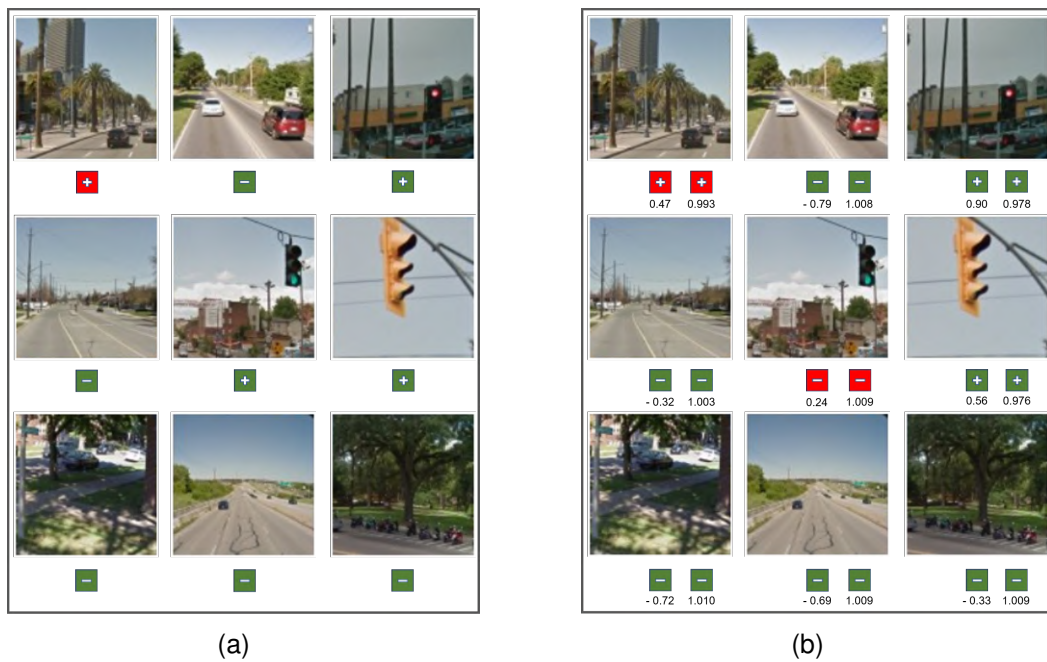 + − +
− + +
− − −
(a)
+ + − − + +
0.47 0.993 - 0.79 1.008 0.90 0.978
− − − − + +
- 0.32 1.003 0.24 1.009 0.56 0.976
− − − − − −
- 0.72 1.010 - 0.69 1.009 - 0.33 1.009
(b)